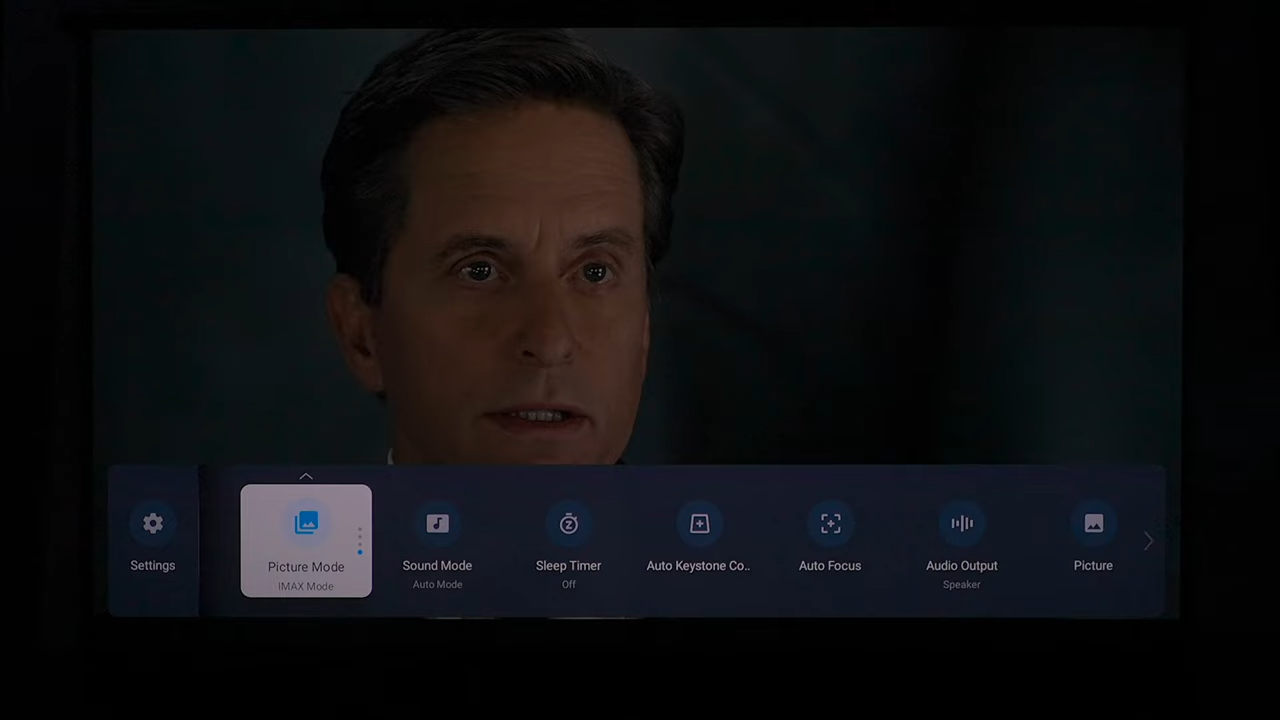 Settings
Picture Mode
IMAX Mode
Sound Mode
Auto Mode
Sleep Timer
Off
Auto Keystone Co..
Auto Focus
Audio Output
Speaker
Picture